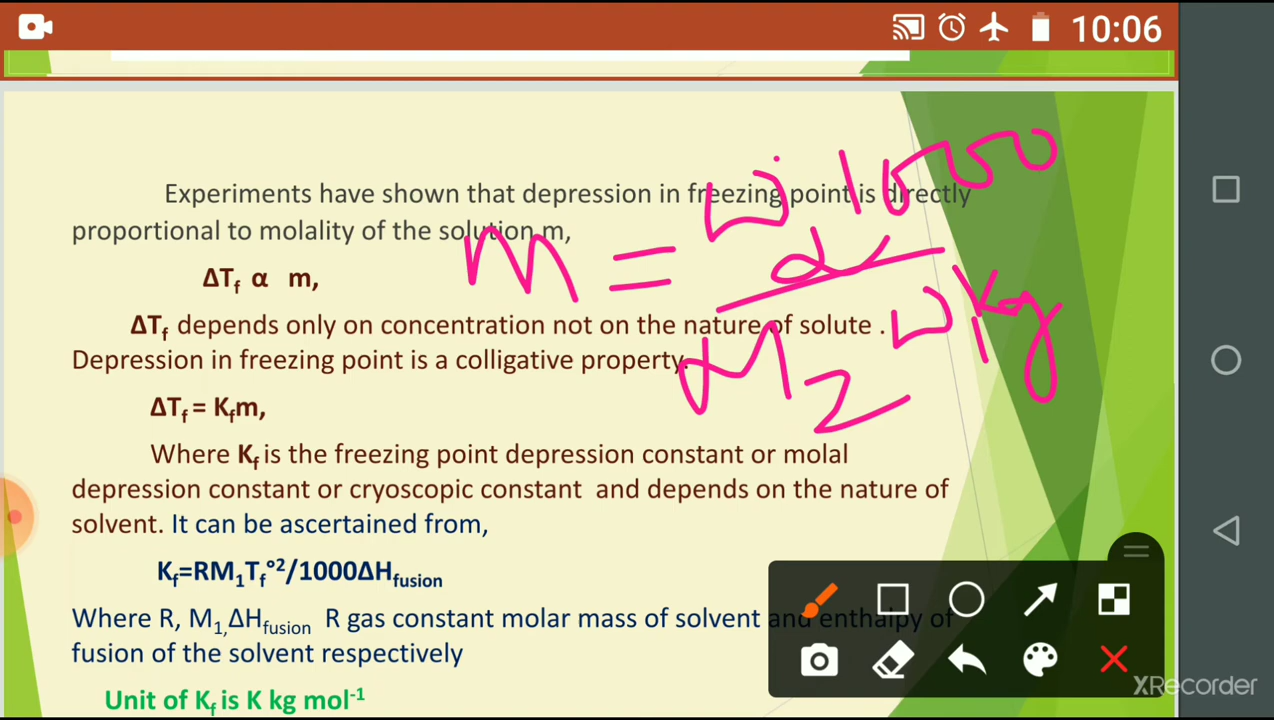 10:06
Experiments have shown that depression in freezing point is directly
proportional to molality of the solution m,
ΔTf α m,
ΔTf depends only on concentration not on the nature of solute .
Depression in freezing point is a colligative property.
ΔTf = Kfm,
Where Kf is the freezing point depression constant or molal
depression constant or cryoscopic constant and depends on the nature of
solvent. It can be ascertained from,
Kf=RM1Tf°²/1000ΔHfusion
Where R, M1,ΔHfusion R gas constant molar mass of solvent and enthalpy of
fusion of the solvent respectively
Unit of Kf is K kg mol-1
m =
1000
M2
kg
XRecorder